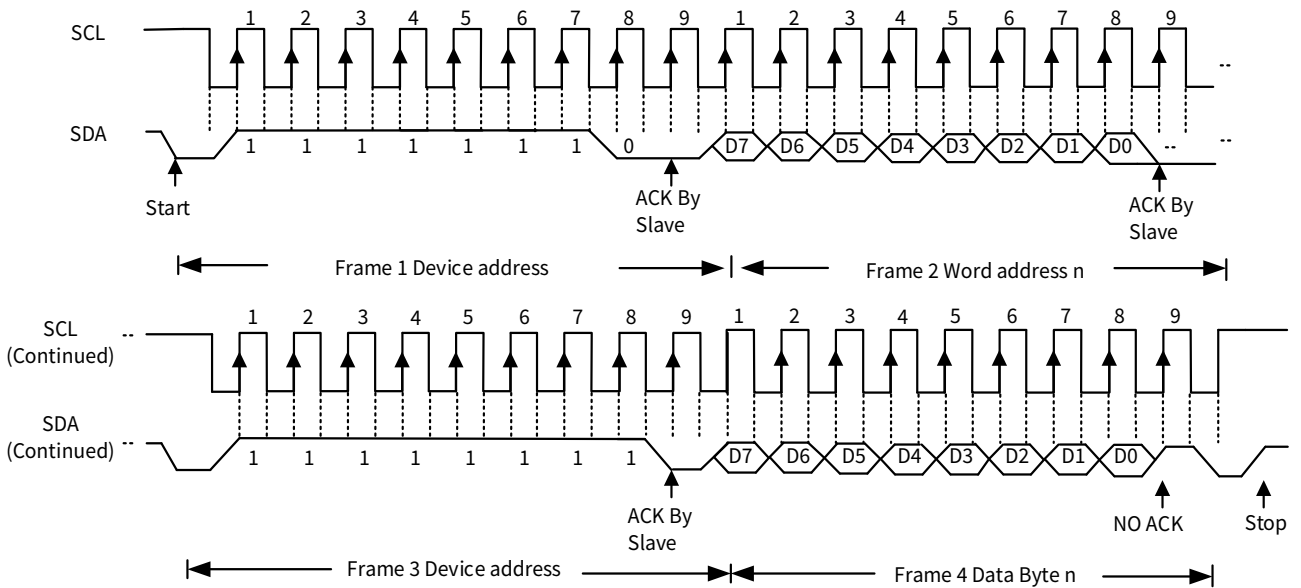 1 2 3 4 5 6 7 8 9 1 2 3 4 5 6 7 8 9
SCL
--
SDA
1 1 1 1 1 1 1 0 D7 D6 D5 D4 D3 D2 D1 D0 -- --
Start
ACK By
Slave
ACK By
Slave
Frame 1 Device address
Frame 2 Word address n
1 2 3 4 5 6 7 8 9 1 2 3 4 5 6 7 8 9
SCL --
(Continued)
SDA
(Continued) --
1 1 1 1 1 1 1 1 D7 D6 D5 D4 D3 D2 D1 D0
ACK By
Slave
NO ACK
Stop
Frame 3 Device address
Frame 4 Data Byte n